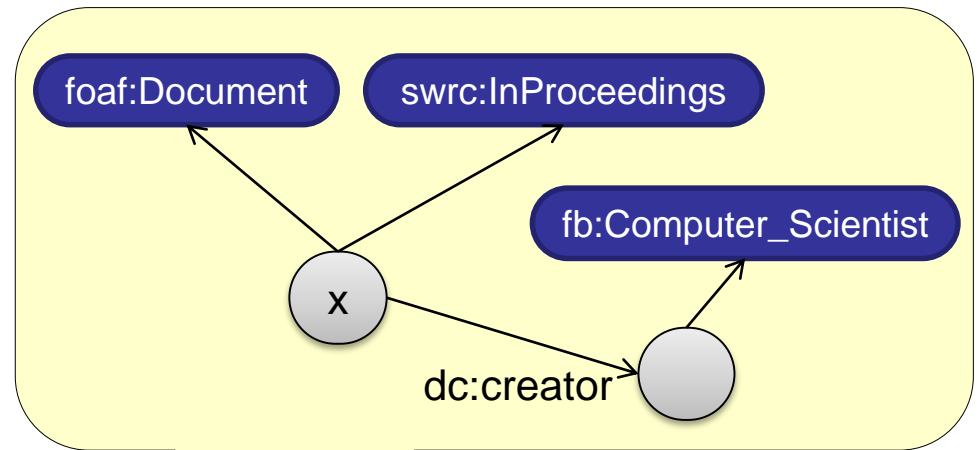 foaf:Document
swrc:InProceedings
fb:Computer_Scientist
x
dc:creator